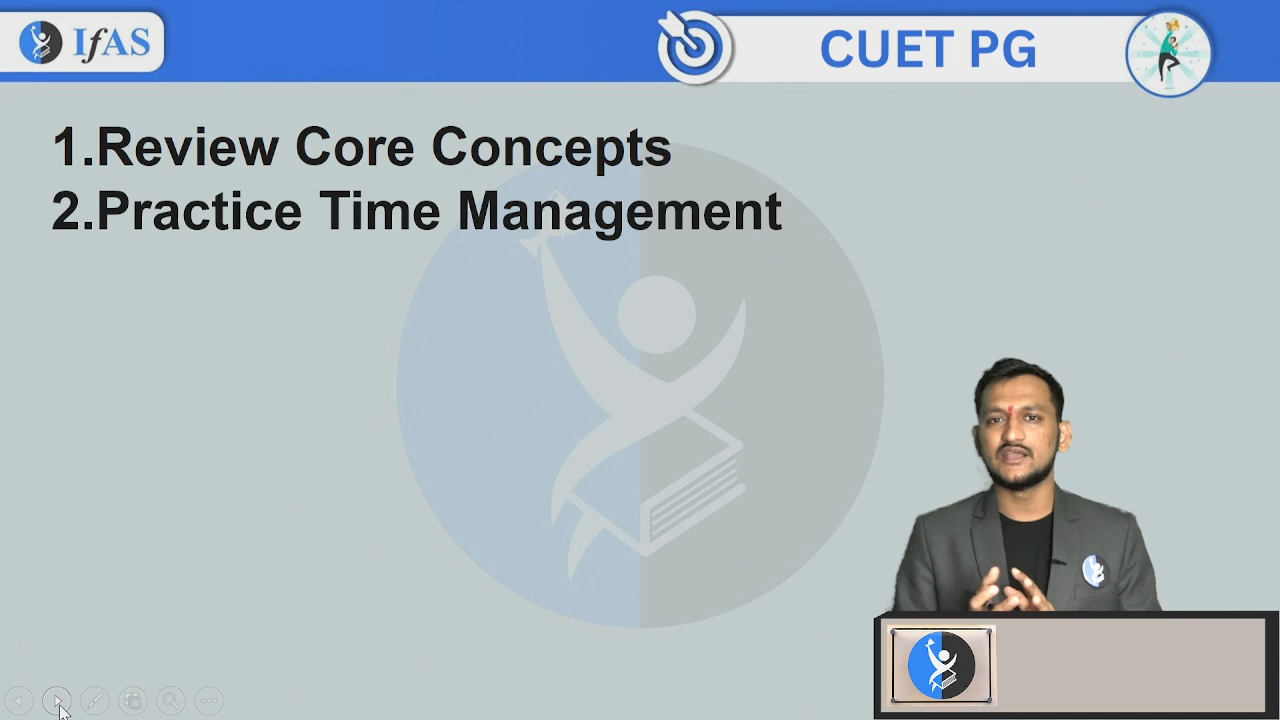 IfAS
CUET PG
1.Review Core Concepts
2.Practice Time Management